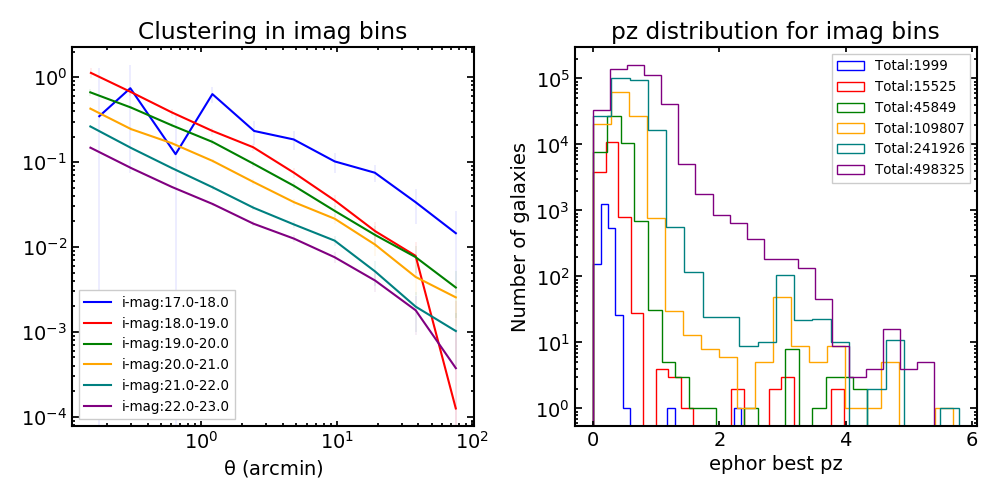 Clustering in imag bins
10^0
10^-1
10^-2
10^-3
10^-4
i-mag:17.0-18.0
i-mag:18.0-19.0
i-mag:19.0-20.0
i-mag:20.0-21.0
i-mag:21.0-22.0
i-mag:22.0-23.0
10^0 10^1 10^2
θ (arcmin)
pz distribution for imag bins
Number of galaxies
10^5
10^4
10^3
10^2
10^1
10^0
Total:1999
Total:15525
Total:45849
Total:109807
Total:241926
Total:498325
0 2 4 6
ephor best pz